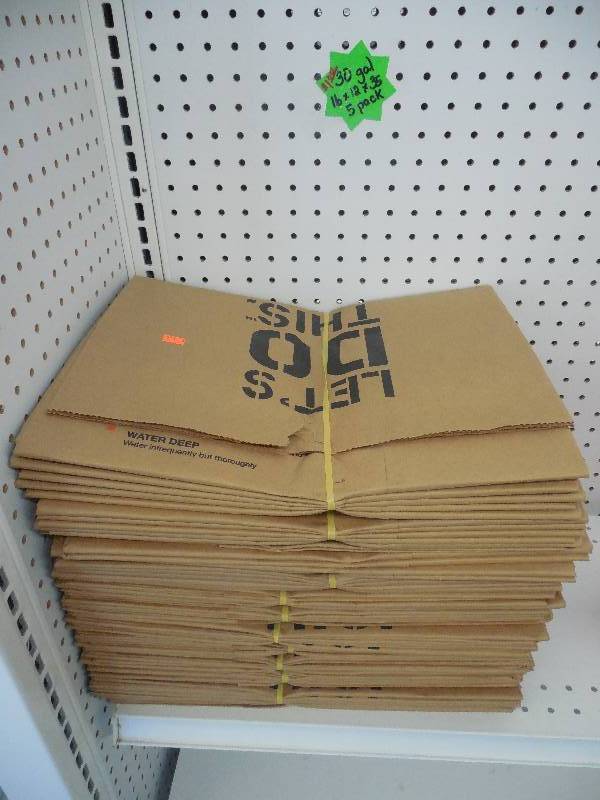 30 gal
16 x 12 x 35
5 pack
LET'S
DO
THIS.
WATER DEEP
Water infrequently but thoroughly